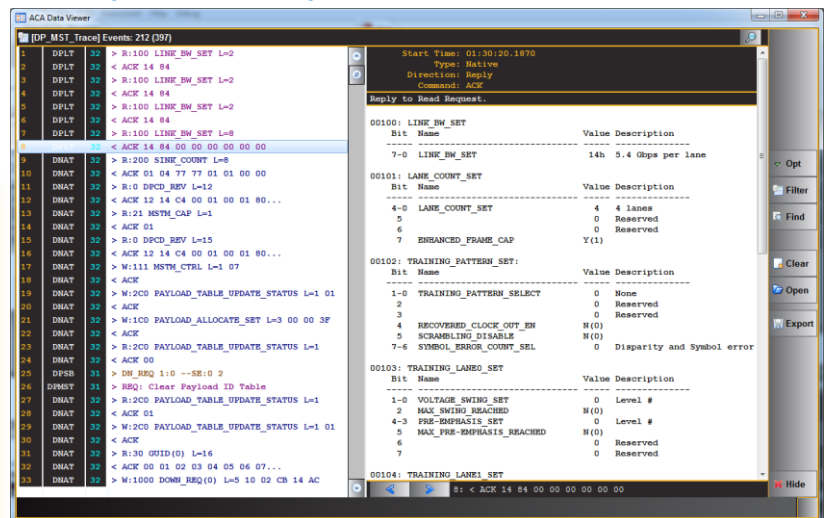 ACA Data Viewer
[DP_MST_Trace] Events: 212 (397)
1 DPLT 32 > R:100 LINK_BW_SET L=2
2 DPLT 32 < ACK 14 84
3 DPLT 32 > R:100 LINK_BW_SET L=2
4 DPLT 32 < ACK 14 84
5 DPLT 32 > R:100 LINK_BW_SET L=2
6 DPLT 32 < ACK 14 84
7 DPLT 32 > R:100 LINK_BW_SET L=8
8 DPLT 32 < ACK 14 84 00 00 00 00 00 00
9 DNAT 32 > R:200 SINK_COUNT L=8
10 DNAT 32 < ACK 01 04 77 77 01 01 00 00
11 DNAT 32 > R:0 DPCD_REV L=12
12 DNAT 32 < ACK 12 14 C4 00 01 00 01 80...
13 DNAT 32 > R:21 MSTM_CAP L=1
14 DNAT 32 < ACK 01
15 DNAT 32 > R:0 DPCD_REV L=15
16 DNAT 32 < ACK 12 14 C4 00 01 00 01 80...
17 DNAT 32 > W:111 MSTM_CTRL L=1 07
18 DNAT 32 < ACK
19 DNAT 32 > W:2C0 PAYLOAD_TABLE_UPDATE_STATUS L=1 01
20 DNAT 32 < ACK
21 DNAT 32 > W:1C0 PAYLOAD_ALLOCATE_SET L=3 00 00 3F
22 DNAT 32 < ACK
23 DNAT 32 > R:2C0 PAYLOAD_TABLE_UPDATE_STATUS L=1
24 DNAT 32 < ACK 00
25 DPSB 31 > DN_REQ 1:0 --SE:0 2
26 DPMST 31 > REQ: Clear Payload ID Table
27 DNAT 32 > R:2C0 PAYLOAD_TABLE_UPDATE_STATUS L=1
28 DNAT 32 < ACK 01
29 DNAT 32 > W:2C0 PAYLOAD_TABLE_UPDATE_STATUS L=1 01
30 DNAT 32 < ACK
31 DNAT 32 > R:30 GUID(0) L=16
32 DNAT 32 < ACK 00 01 02 03 04 05 06 07...
33 DNAT 32 > W:1000 DOWN_REQ(0) L=5 10 02 CB 14 AC
Start Time: 01:30:20.1870
Type: Native
Direction: Reply
Command: ACK
Reply to Read Request.
00100: LINK_BW_SET
Bit Name Value Description
7-0 LINK_BW_SET 14h 5.4 Gbps per lane
00101: LANE_COUNT_SET
Bit Name Value Description
4-0 LANE_COUNT_SET 4 4 lanes
5 0 Reserved
6 0 Reserved
7 ENHANCED_FRAME_CAP Y(1)
00102: TRAINING_PATTERN_SET:
Bit Name Value Description
1-0 TRAINING_PATTERN_SELECT 0 None
2 0 Reserved
3 0 Reserved
4 RECOVERED_CLOCK_OUT_EN N(0)
5 SCRAMBLING_DISABLE N(0)
7-6 SYMBOL_ERROR_COUNT_SEL 0 Disparity and Symbol error
00103: TRAINING_LANE0_SET
Bit Name Value Description
1-0 VOLTAGE_SWING_SET 0 Level #
2 MAX_SWING_REACHED N(0)
4-3 PRE-EMPHASIS_SET 0 Level #
5 MAX_PRE-EMPHASIS_REACHED N(0)
6 0 Reserved
7 0 Reserved
00104: TRAINING_LANE1_SET
8: < ACK 14 84 00 00 00 00 00 00
Opt
Filter
Find
Clear
Open
Export
Hide